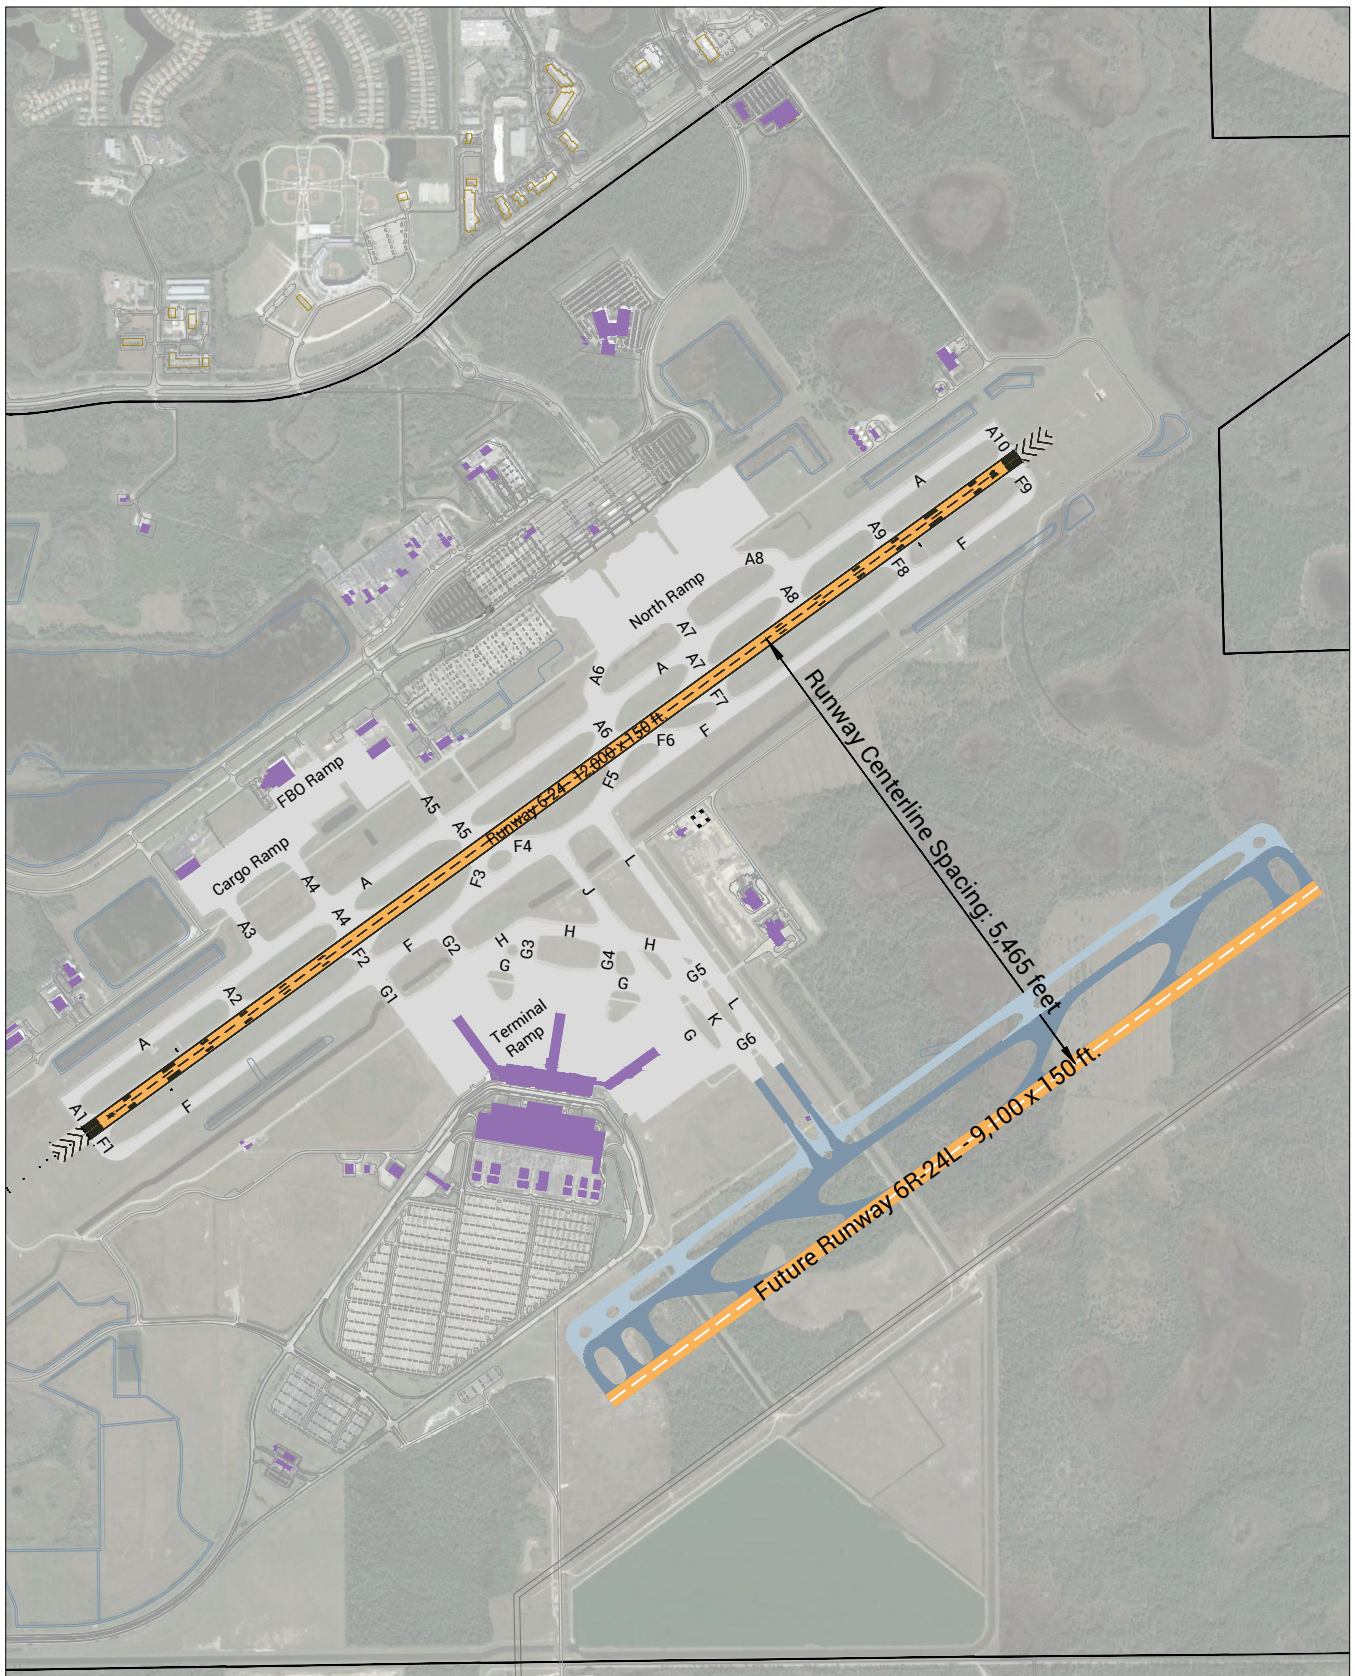 A10
F9
A
A9
F8
F
A8
A8
North Ramp
A7
A7
A
A6
F7
F
A6
F6
F5
Runway 6-24 - 12,000 x 150 ft.
Runway Centerline Spacing: 5,465 feet
FBO Ramp
A5
A5
F4
F3
Cargo Ramp
A4
A
A4
L
J
A3
F2
F
G2
H
G3
H
G4
H
G
G
G5
A2
G1
L
K
G
G6
Terminal
Ramp
A
F
A1
F1
Future Runway 6R-24L - 9,100 x 150 ft.